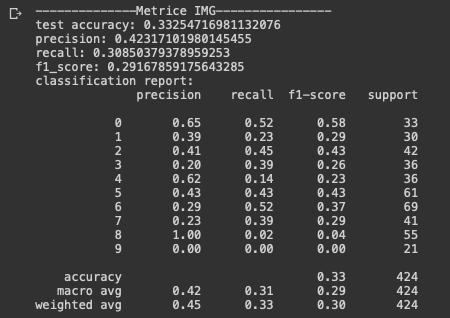 --------------Metrice IMG----------------
test accuracy: 0.33254716981132076
precision: 0.42317101980145455
recall: 0.30850379378959253
f1_score: 0.29167859175643285
classification report:
precision recall f1-score support
0 0.65 0.52 0.58 33
1 0.39 0.23 0.29 30
2 0.41 0.45 0.43 42
3 0.20 0.39 0.26 36
4 0.62 0.14 0.23 36
5 0.43 0.43 0.43 61
6 0.29 0.52 0.37 69
7 0.23 0.39 0.29 41
8 1.00 0.02 0.04 55
9 0.00 0.00 0.00 21
accuracy 0.33 424
macro avg 0.42 0.31 0.29 424
weighted avg 0.45 0.33 0.30 424